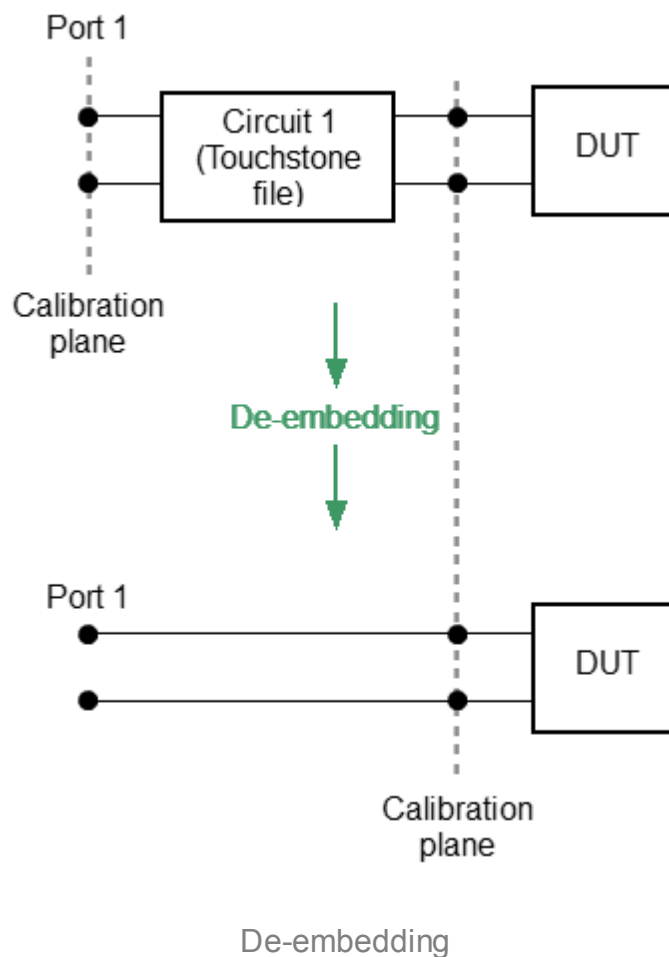 Port 1
Circuit 1
(Touchstone
file)
DUT
Calibration
plane
De-embedding
Port 1
DUT
Calibration
plane
De-embedding